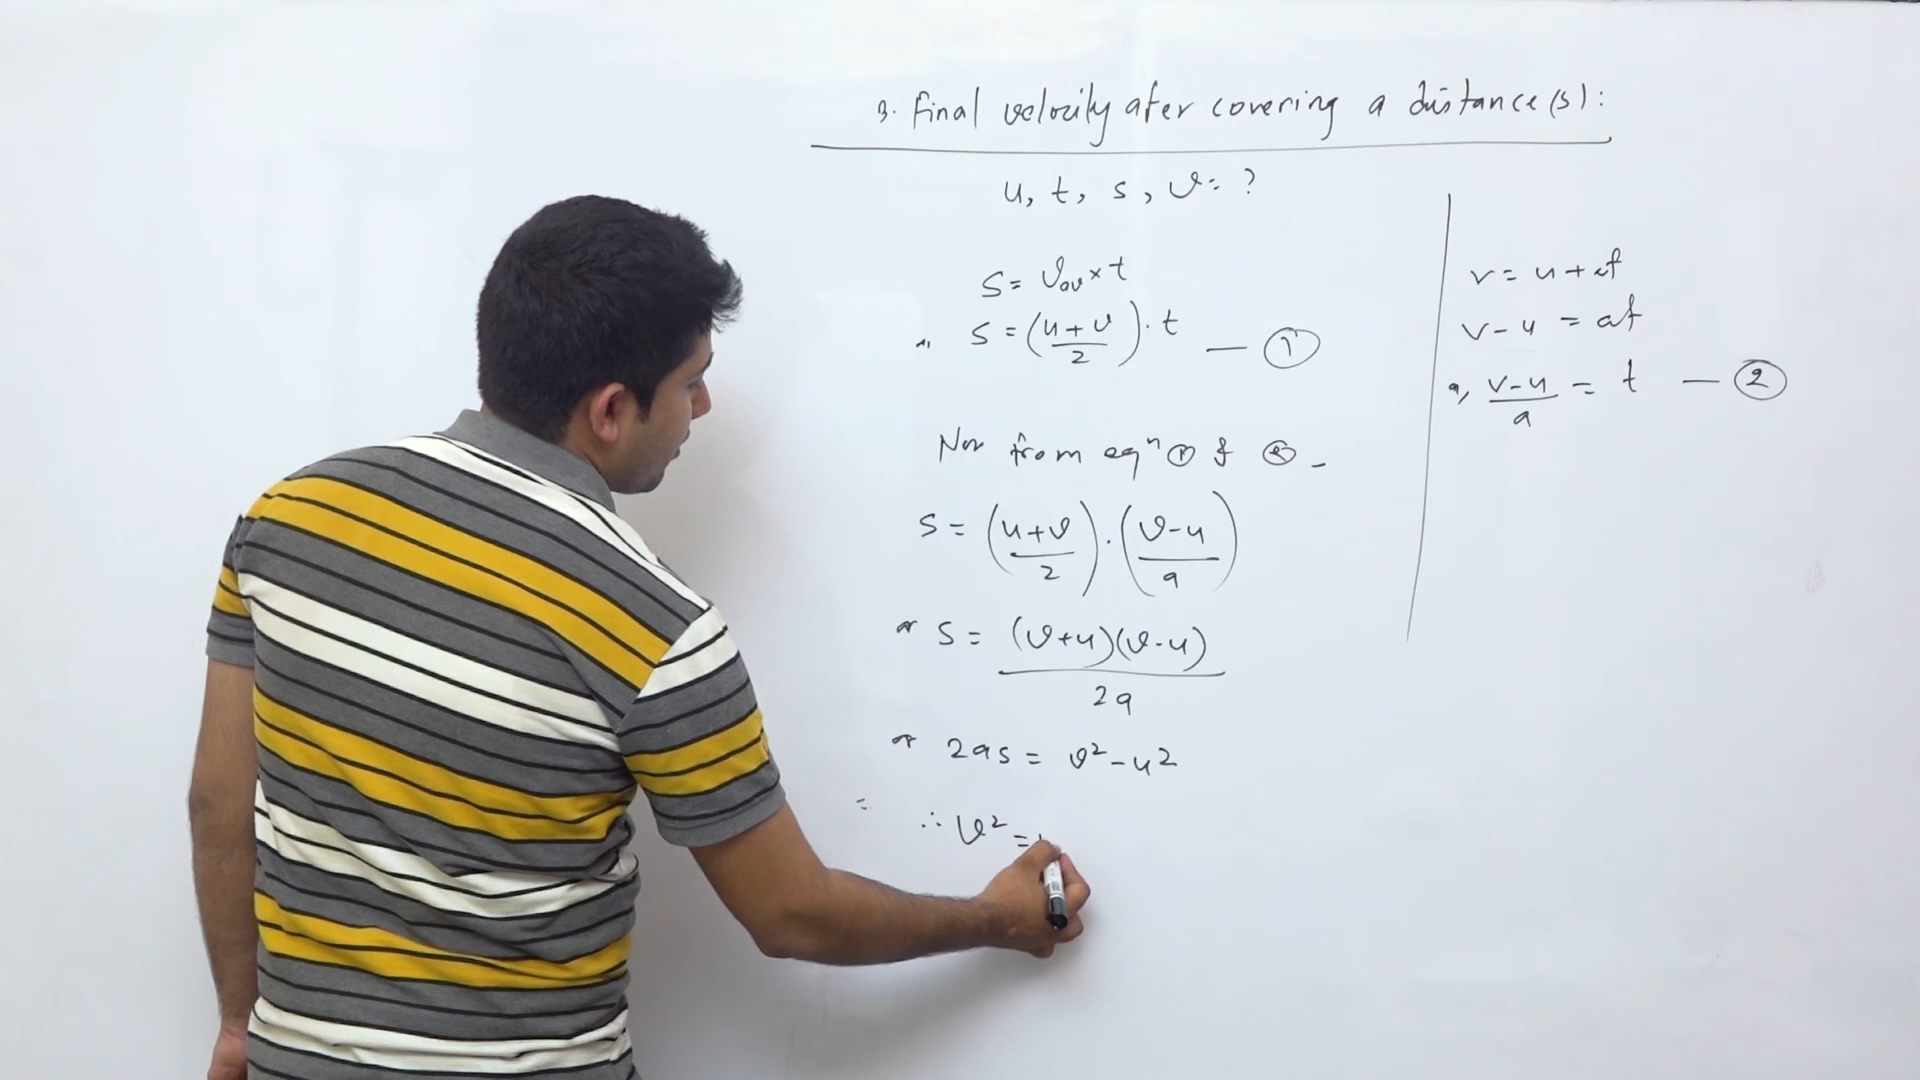 3. Final velocity after covering a distance (s):
u, t, s, v = ?
S = Vav × t
S = (u + v / 2) . t — ①
Now from eqⁿ ① & ② -
S = (u+v / 2) . (v-u / a)
or S = (v+u)(v-u) / 2a
or 2as = v² - u²
=
∴ v² =
v = u + at
v - u = at
or, v-u / a = t — ②